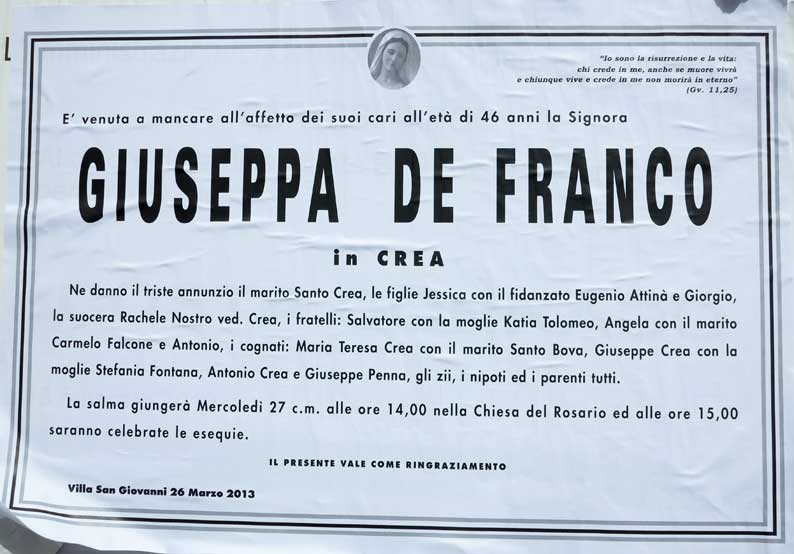 "Io sono la risurrezione e la vita:
chi crede in me, anche se muore vivrà
e chiunque vive e crede in me non morirà in eterno"
(Gv. 11,25)
E' venuta a mancare all'affetto dei suoi cari all'età di 46 anni la Signora
GIUSEPPA DE FRANCO
in CREA
Ne danno il triste annunzio il marito Santo Crea, le figlie Jessica con il fidanzato Eugenio Attinà e Giorgio,
la suocera Rachele Nostro ved. Crea, i fratelli: Salvatore con la moglie Katia Tolomeo, Angela con il marito
Carmelo Falcone e Antonio, i cognati: Maria Teresa Crea con il marito Santo Bova, Giuseppe Crea con la
moglie Stefania Fontana, Antonio Crea e Giuseppe Penna, gli zii, i nipoti ed i parenti tutti.
La salma giungerà Mercoledi 27 c.m. alle ore 14,00 nella Chiesa del Rosario ed alle ore 15,00
saranno celebrate le esequie.
IL PRESENTE VALE COME RINGRAZIAMENTO
Villa San Giovanni 26 Marzo 2013